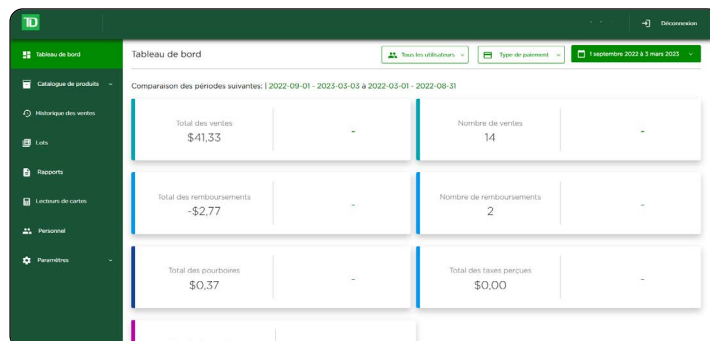 TD
Déconnexion
Tableau de bord
Catalogue de produits
Historique des ventes
Lots
Rapports
Lecteurs de cartes
Personnel
Paramètres
Tableau de bord
Tous les utilisateurs
Type de paiement
1 septembre 2022 à 3 mars 2023
Comparaison des périodes suivantes: | 2022-09-01 - 2023-03-03 à 2022-03-01 - 2022-08-31
Total des ventes
$41,33
-
Nombre de ventes
14
-
Total des remboursements
-$2,77
-
Nombre de remboursements
2
-
Total des pourboires
$0,37
-
Total des taxes perçues
$0,00
-